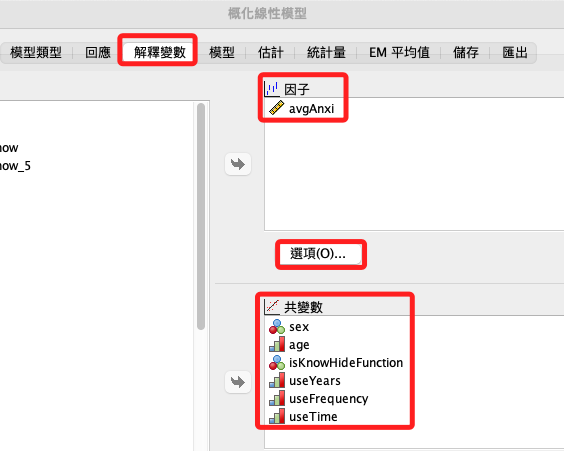 概化線性模型
模型類型 回應 解釋變數 模型 估計 統計量 EM 平均值 儲存 匯出
因子
avgAnxi
now
now_5
選項(O)...
共變數
sex
age
isKnowHideFunction
useYears
useFrequency
useTime